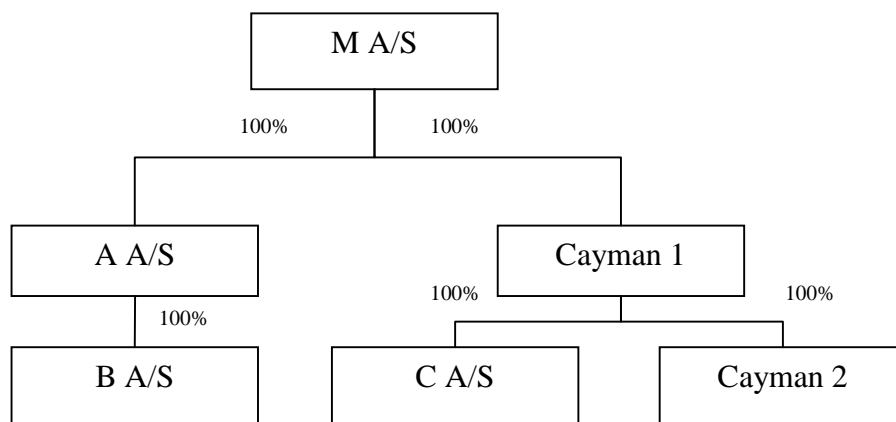 M A/S
100% 100%
A A/S Cayman 1
100% 100% 100%
B A/S C A/S Cayman 2